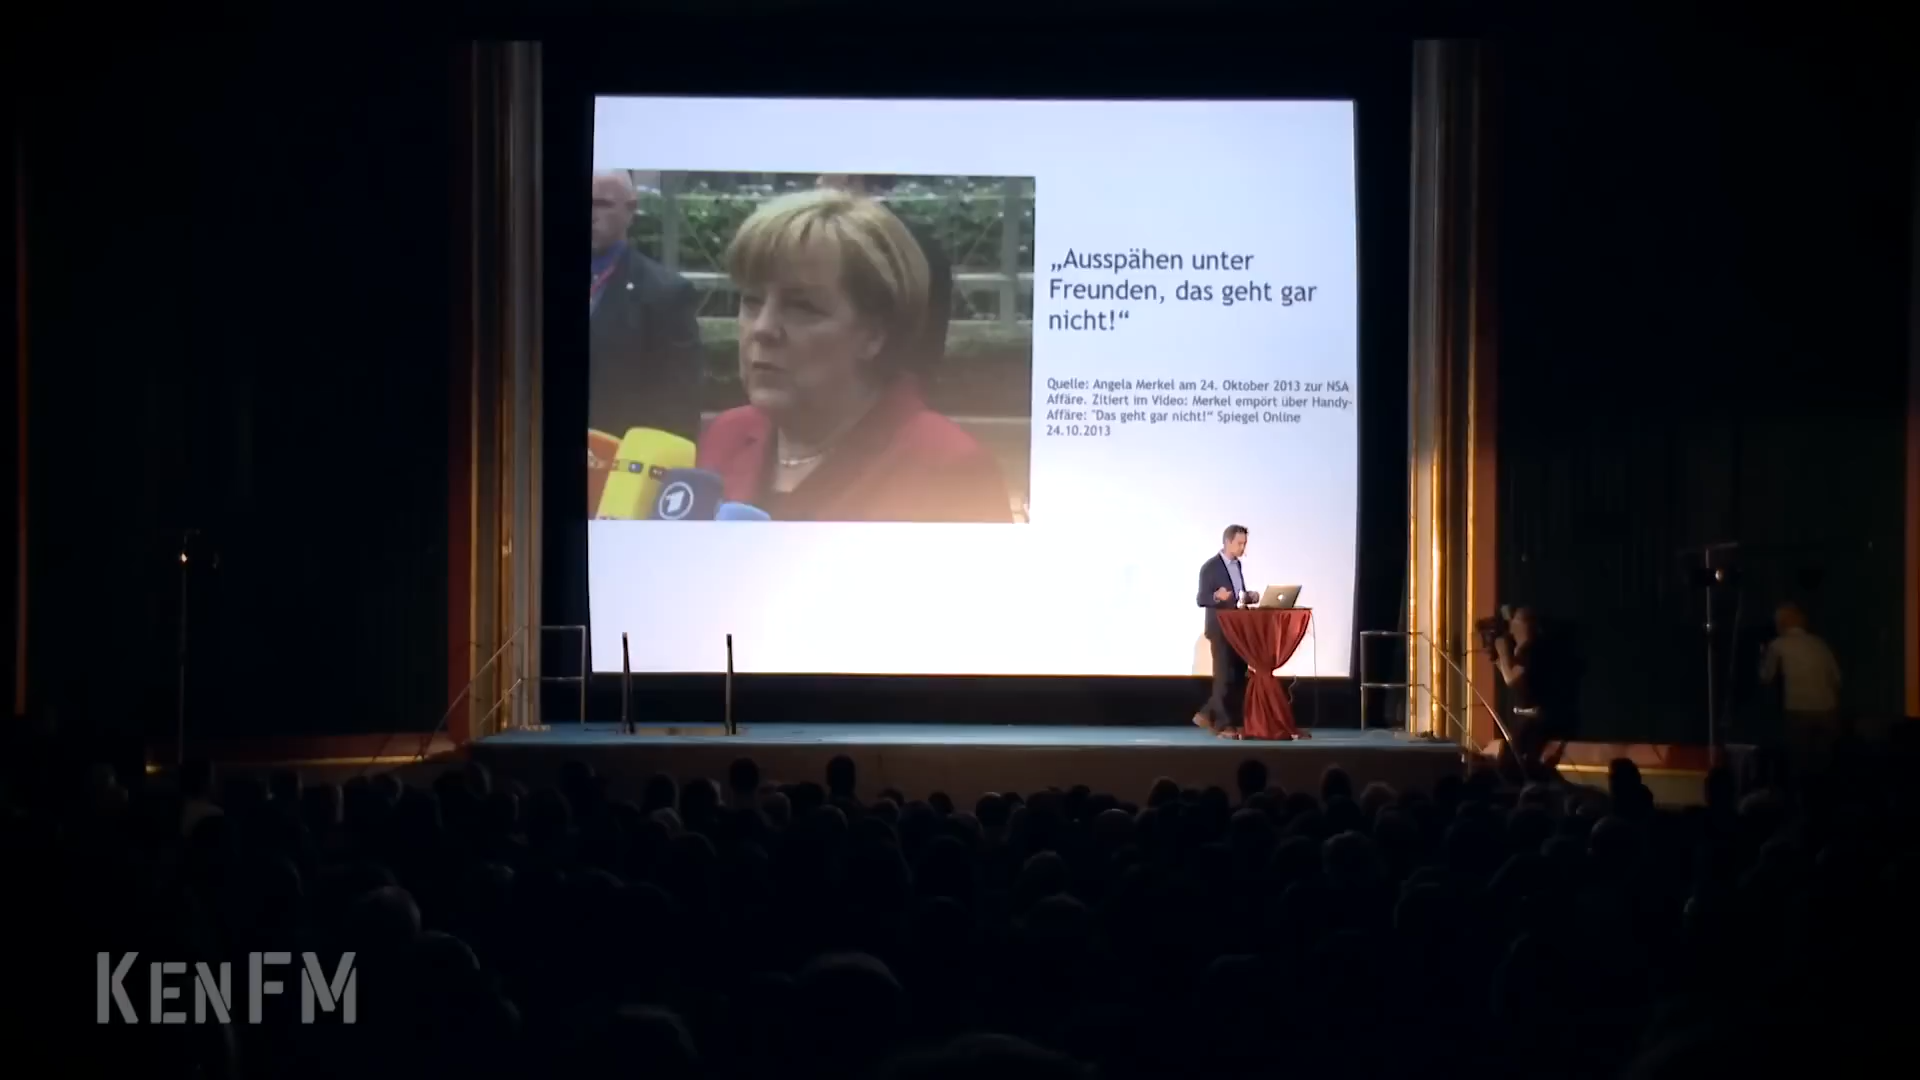 „Ausspähen unter
Freunden, das geht gar
nicht!“
Quelle: Angela Merkel am 24. Oktober 2013 zur NSA
Affäre. Zitiert im Video: Merkel empört über Handy-
Affäre: "Das geht gar nicht!“ Spiegel Online
24.10.2013
KENFM